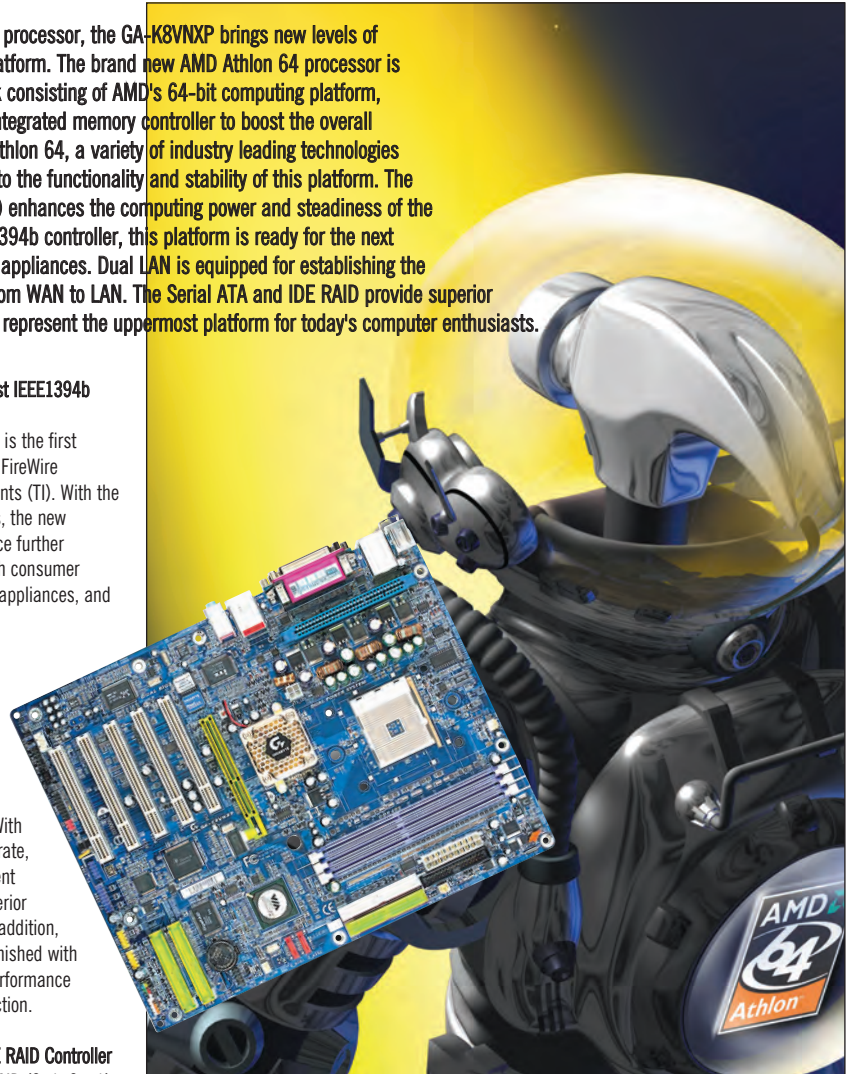 processor, the GA-K8VNXP brings new levels of
atform. The brand new AMD Athlon 64 processor is
consisting of AMD's 64-bit computing platform,
ntegrated memory controller to boost the overall
thlon 64, a variety of industry leading technologies
to the functionality and stability of this platform. The
) enhances the computing power and steadiness of the
394b controller, this platform is ready for the next
appliances. Dual LAN is equipped for establishing the
om WAN to LAN. The Serial ATA and IDE RAID provide superior
represent the uppermost platform for today's computer enthusiasts.
st IEEE1394b
is the first
FireWire
ents (TI). With the
s, the new
ce further
n consumer
appliances, and
With
rate,
ent
erior
addition,
nished with
erformance
ction.
E RAID Controller
AMD
64
Athlon
VIA